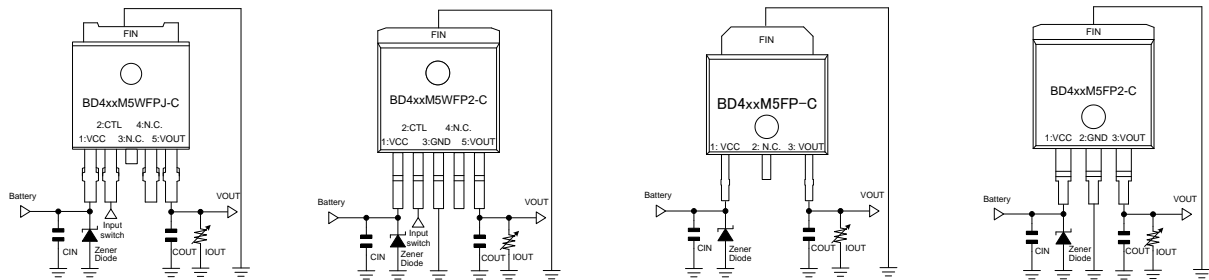 FIN
BD4xxM5WFPJ-C
2:CTL 4:N.C.
1:VCC 3:N.C. 5:VOUT
Battery
VOUT
Input
switch
CIN
Zener
Diode
COUT
IOUT
FIN
BD4xxM5WFP2-C
2:CTL 4:N.C.
1:VCC 3:GND 5:VOUT
Battery
VOUT
Input
switch
CIN
Zener
Diode
COUT
IOUT
FIN
BD4xxM5FP-C
1: VCC 2: N.C. 3: VOUT
Battery
VOUT
CIN
Zener
Diode
COUT
IOUT
FIN
BD4xxM5FP2-C
1:VCC 2:GND 3:VOUT
Battery
VOUT
CIN
Zener
Diode
COUT
IOUT